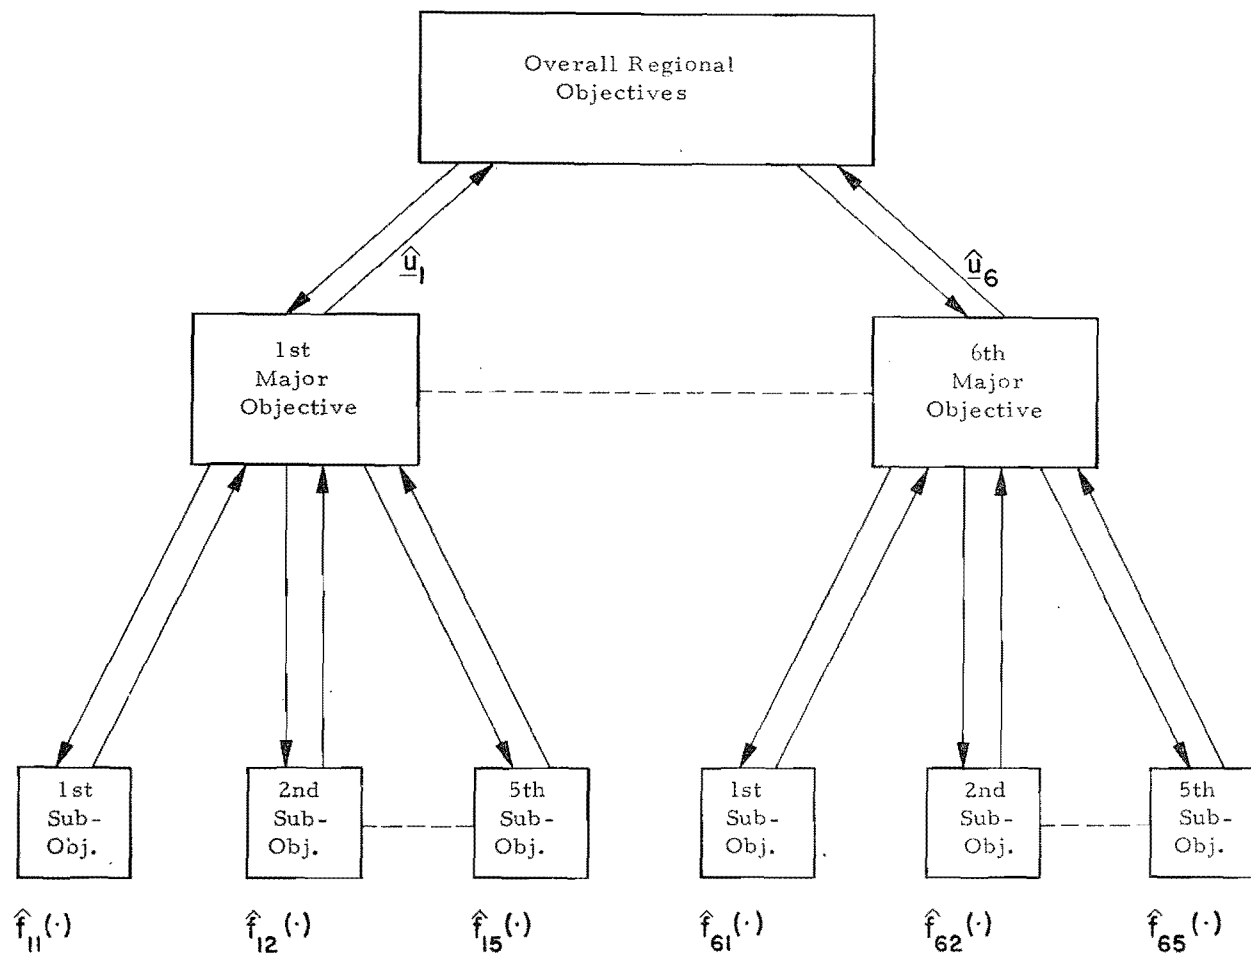 Overall Regional
Objectives
û₁
û₆
1st
Major
Objective
6th
Major
Objective
1st
Sub-
Obj.
2nd
Sub-
Obj.
5th
Sub-
Obj.
1st
Sub-
Obj.
2nd
Sub-
Obj.
5th
Sub-
Obj.
f̂₁₁(·)
f̂₁₂(·)
f̂₁₅(·)
f̂₆₁(·)
f̂₆₂(·)
f̂₆₅(·)